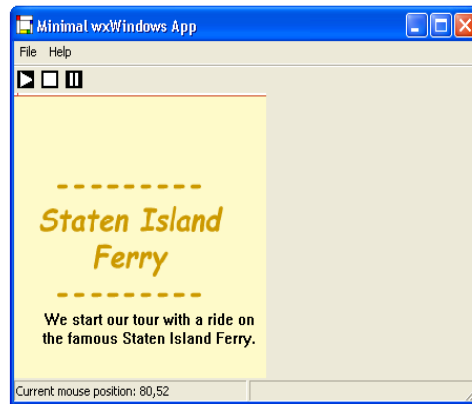 Minimal wxWindows App
File Help
---------
Staten Island
Ferry
---------
We start our tour with a ride on
the famous Staten Island Ferry.
Current mouse position: 80,52